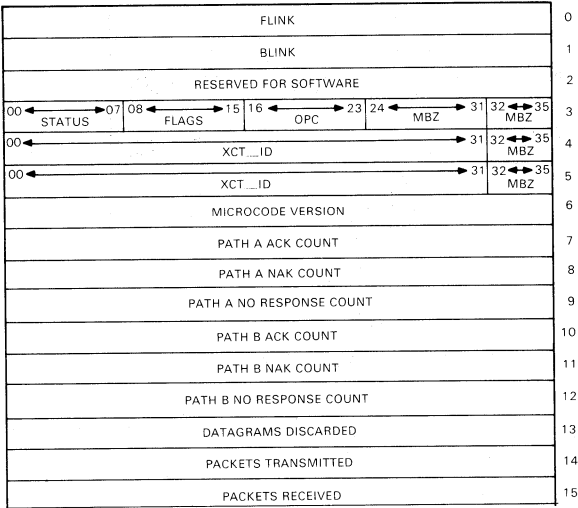 FLINK 0
BLINK 1
RESERVED FOR SOFTWARE 2
00 07 08 15 16 23 24 31 32 35 3
STATUS FLAGS OPC MBZ MBZ
00 31 32 35 4
XCT__ID MBZ
00 31 32 35 5
XCT__ID MBZ
MICROCODE VERSION 6
PATH A ACK COUNT 7
PATH A NAK COUNT 8
PATH A NO RESPONSE COUNT 9
PATH B ACK COUNT 10
PATH B NAK COUNT 11
PATH B NO RESPONSE COUNT 12
DATAGRAMS DISCARDED 13
PACKETS TRANSMITTED 14
PACKETS RECEIVED 15